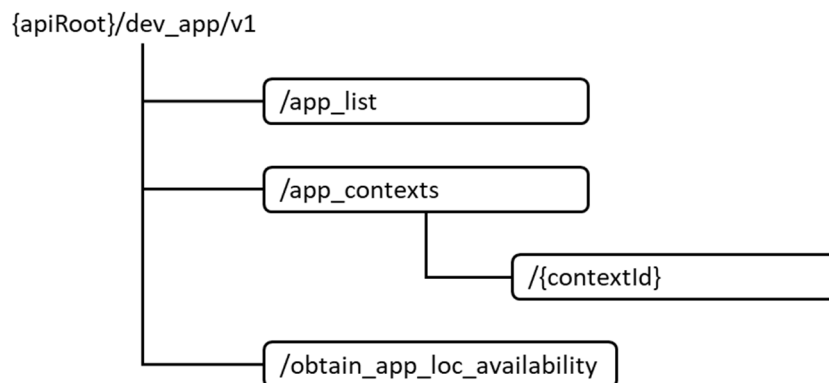 {apiRoot}/dev_app/v1
/app_list
/app_contexts
/{contextId}
/obtain_app_loc_availability